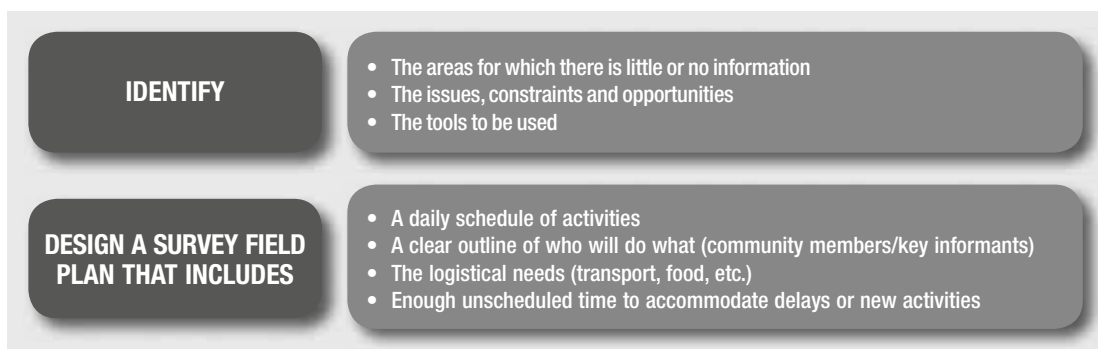 IDENTIFY
• The areas for which there is little or no information
• The issues, constraints and opportunities
• The tools to be used
DESIGN A SURVEY FIELD
PLAN THAT INCLUDES
• A daily schedule of activities
• A clear outline of who will do what (community members/key informants)
• The logistical needs (transport, food, etc.)
• Enough unscheduled time to accommodate delays or new activities